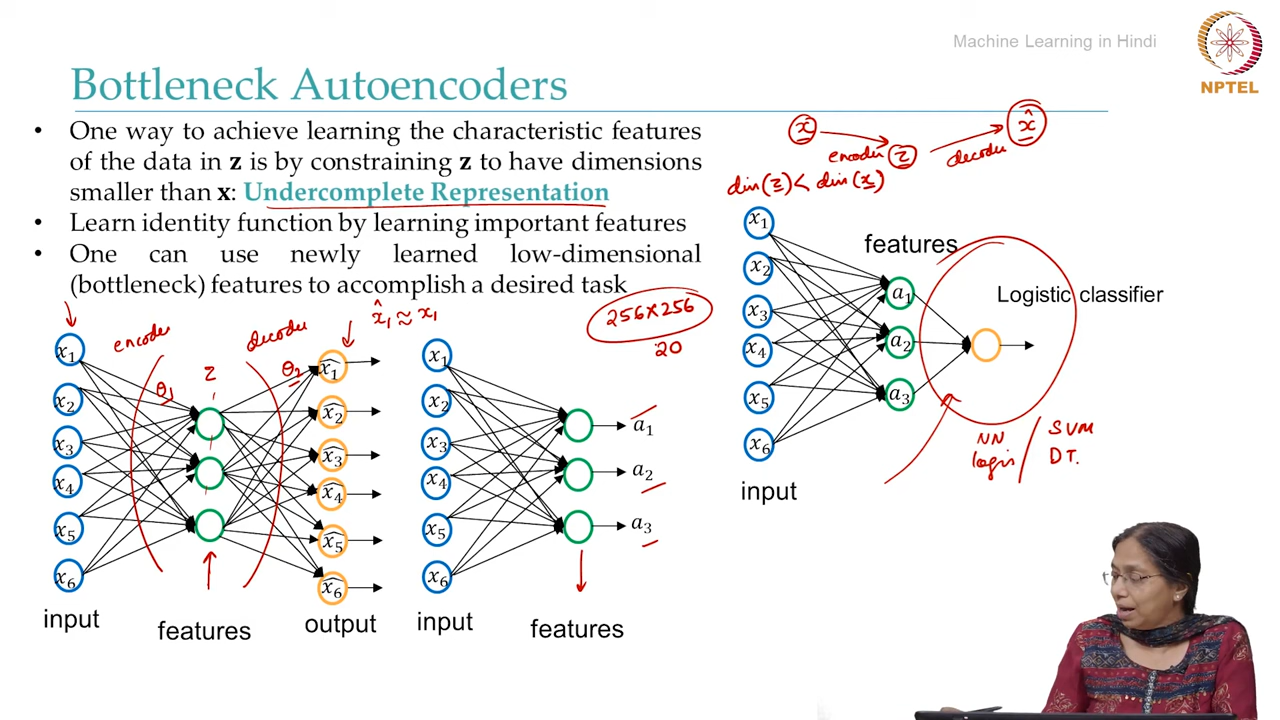 Machine Learning in Hindi
NPTEL
Bottleneck Autoencoders
• One way to achieve learning the characteristic features
of the data in z is by constraining z to have dimensions
smaller than x: Undercomplete Representation
• Learn identity function by learning important features
• One can use newly learned low-dimensional
(bottleneck) features to accomplish a desired task
x → z → x̂
encoder
decoder
dim(z) < dim(x)
x̂₁ ≈ x₁
256×256
20
encoder
decoder
z
θ₁
θ₂
x₁
x₂
x₃
x₄
x₅
x₆
x̂₁
x̂₂
x̂₃
x̂₄
x̂₅
x̂₆
input
features
output
x₁
x₂
x₃
x₄
x₅
x₆
a₁
a₂
a₃
input
features
x₁
x₂
x₃
x₄
x₅
x₆
features
a₁
a₂
a₃
Logistic classifier
input
NN
logis
SVM
DT.